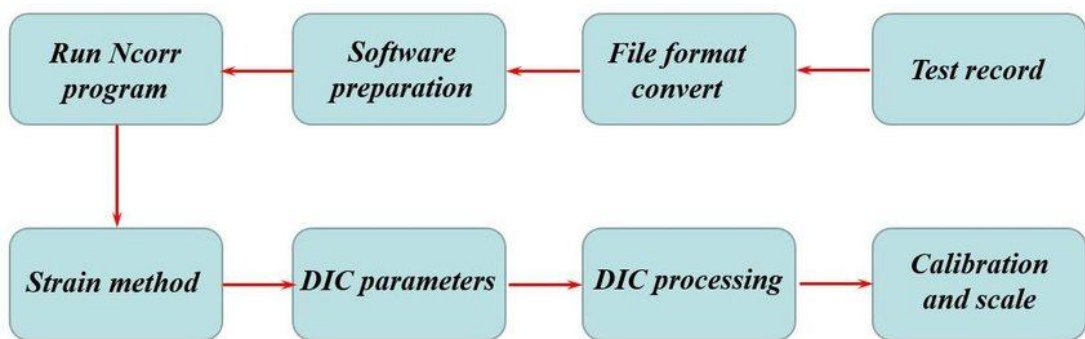 Run Ncorr
program
Software
preparation
File format
convert
Test record
Strain method
DIC parameters
DIC processing
Calibration
and scale